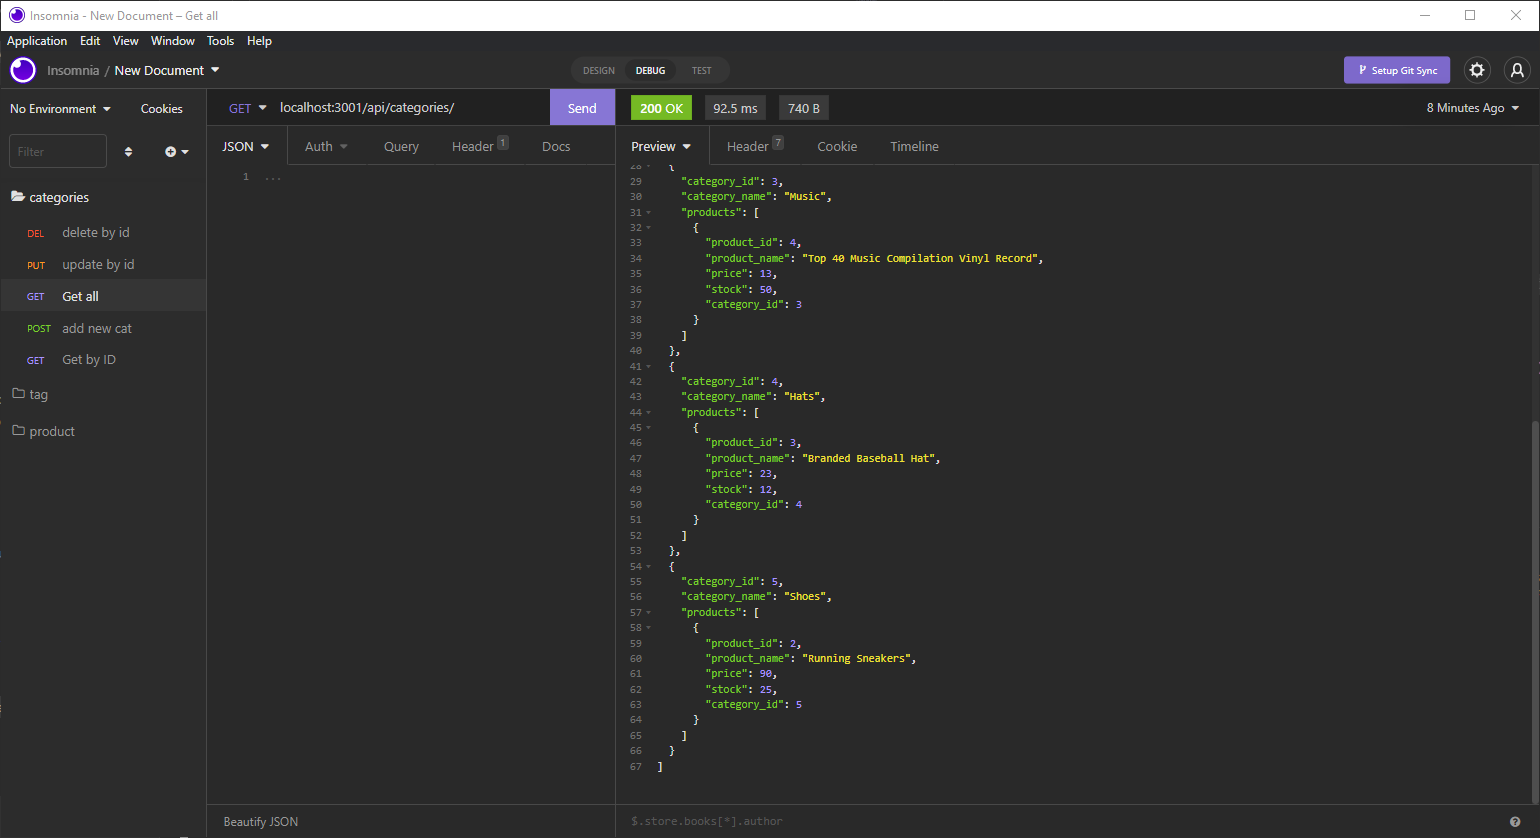 Insomnia - New Document – Get all
Application Edit View Window Tools Help
Insomnia / New Document
DESIGN DEBUG TEST
Setup Git Sync
No Environment Cookies
GET localhost:3001/api/categories/ Send
200 OK 92.5 ms 740 B
8 Minutes Ago
Filter
JSON Auth Query Header 1 Docs
Preview Header 7 Cookie Timeline
categories
DEL delete by id
PUT update by id
GET Get all
POST add new cat
GET Get by ID
tag
product
1 ...
28 {
29 "category_id": 3,
30 "category_name": "Music",
31 "products": [
32 {
33 "product_id": 4,
34 "product_name": "Top 40 Music Compilation Vinyl Record",
35 "price": 13,
36 "stock": 50,
37 "category_id": 3
38 }
39 ]
40 },
41 {
42 "category_id": 4,
43 "category_name": "Hats",
44 "products": [
45 {
46 "product_id": 3,
47 "product_name": "Branded Baseball Hat",
48 "price": 23,
49 "stock": 12,
50 "category_id": 4
51 }
52 ]
53 },
54 {
55 "category_id": 5,
56 "category_name": "Shoes",
57 "products": [
58 {
59 "product_id": 2,
60 "product_name": "Running Sneakers",
61 "price": 90,
62 "stock": 25,
63 "category_id": 5
64 }
65 ]
66 }
67 ]
Beautify JSON
$.store.books[*].author